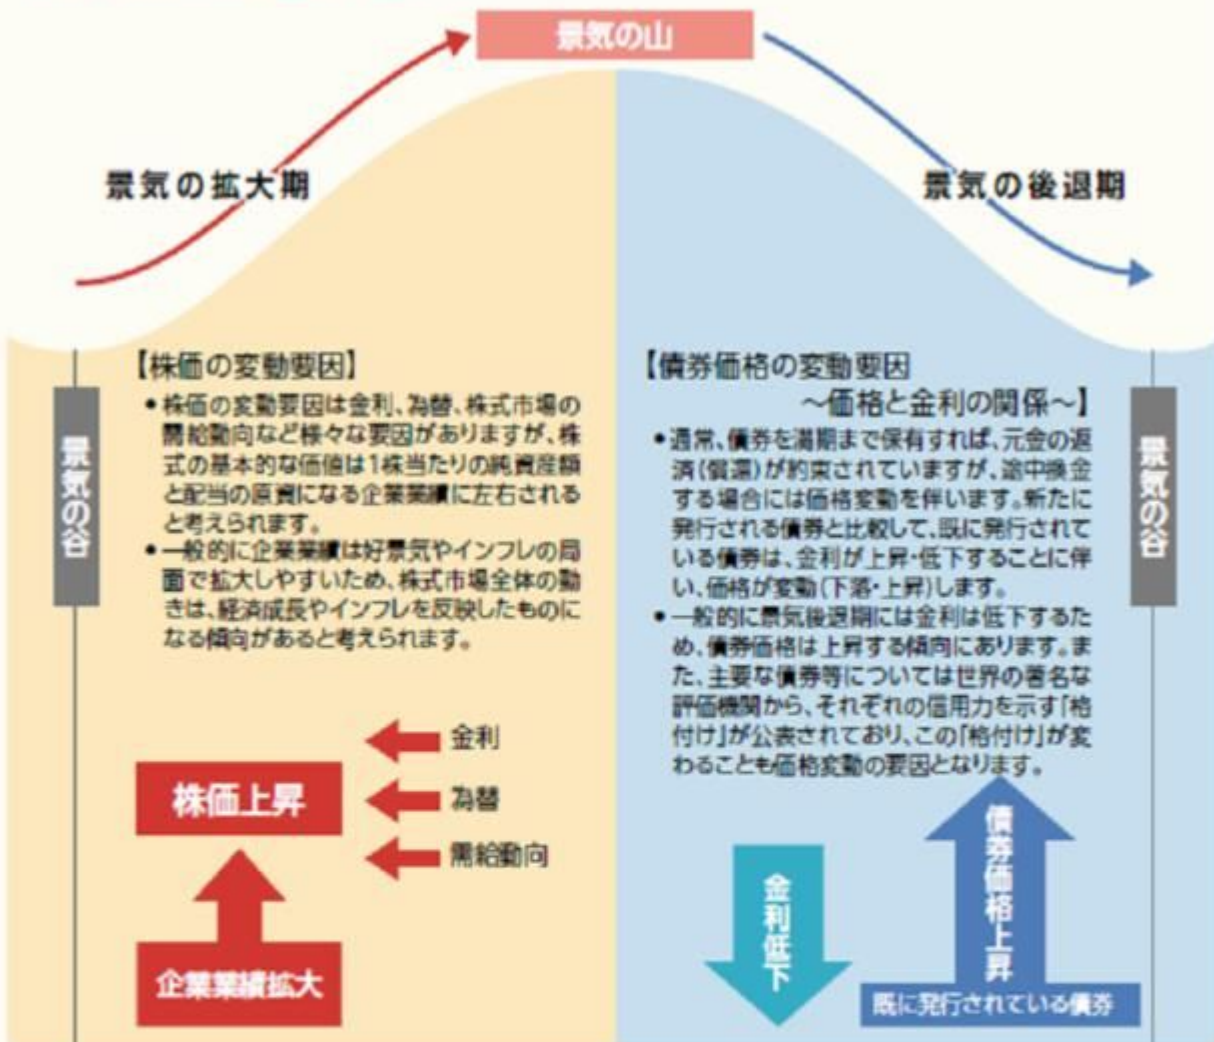 景気の山
景気の拡大期
景気の後退期
景気の谷
【株価の変動要因】
•株価の変動要因は金利、為替、株式市場の
需給動向など様々な要因がありますが、株
式の基本的な価値は1株当たりの純資産額
と配当の原資になる企業業績に左右される
と考えられます。
•一般的に企業業績は好景気やインフレの局
面で拡大しやすいため、株式市場全体の動
きは、経済成長やインフレを反映したものに
なる傾向があると考えられます。
金利
株価上昇
為替
需給動向
企業業績拡大
【債券価格の変動要因
～価格と金利の関係～】
•通常、債券を満期まで保有すれば、元金の返
済(償還)が約束されていますが、途中換金
する場合には価格変動を伴います。新たに
発行される債券と比較して、既に発行されて
いる債券は、金利が上昇・低下することに伴
い、価格が変動(下落・上昇)します。
•一般的に景気後退期には金利は低下するた
め、債券価格は上昇する傾向にあります。ま
た、主要な債券等については世界の著名な
評価機関から、それぞれの信用力を示す「格
付け」が公表されており、この「格付け」が変
わることも価格変動の要因となります。
景気の谷
金利低下
債券価格上昇
既に発行されている債券